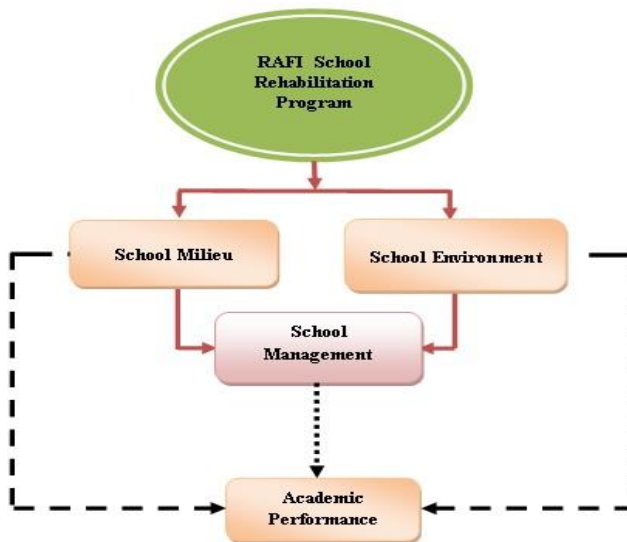 RAFI School
Rehabilitation
Program
School Milieu
School Environment
School
Management
Academic
Performance